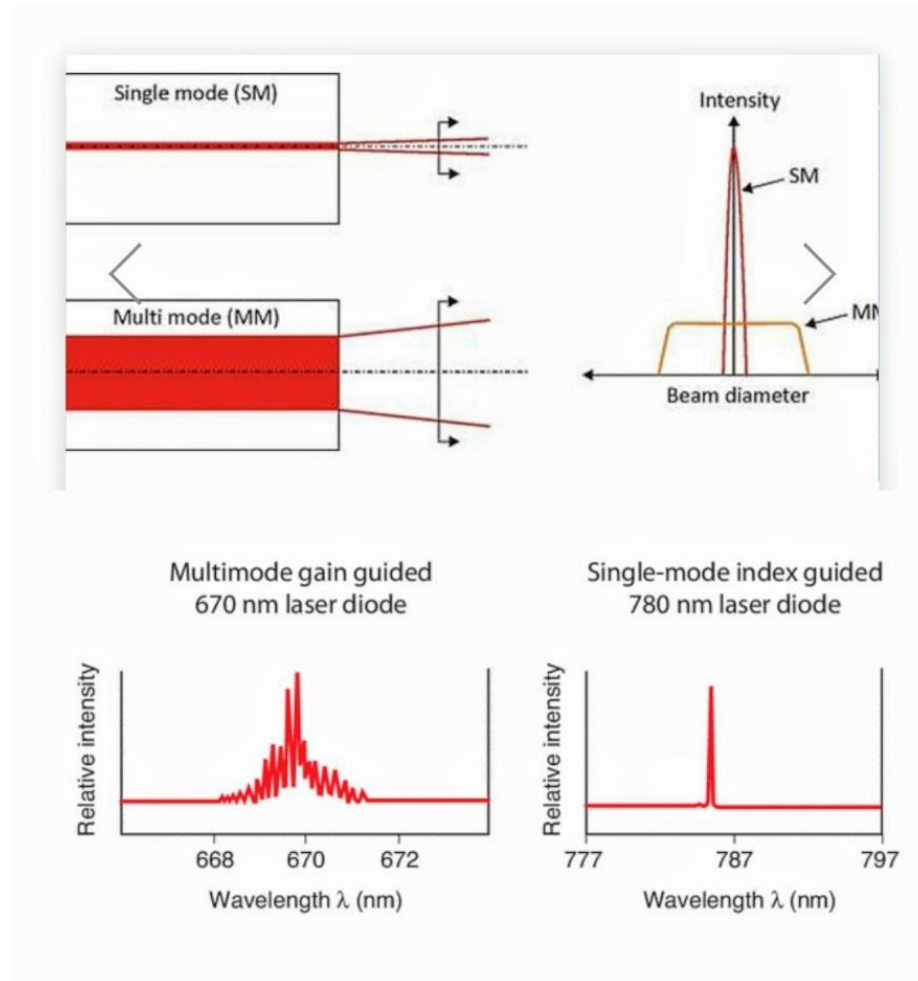 Single mode (SM)
Intensity
SM
Multi mode (MM)
Beam diameter
Multimode gain guided
670 nm laser diode
Single-mode index guided
780 nm laser diode
Relative intensity
668 670 672
Wavelength λ (nm)
Relative intensity
777 787 797
Wavelength λ (nm)